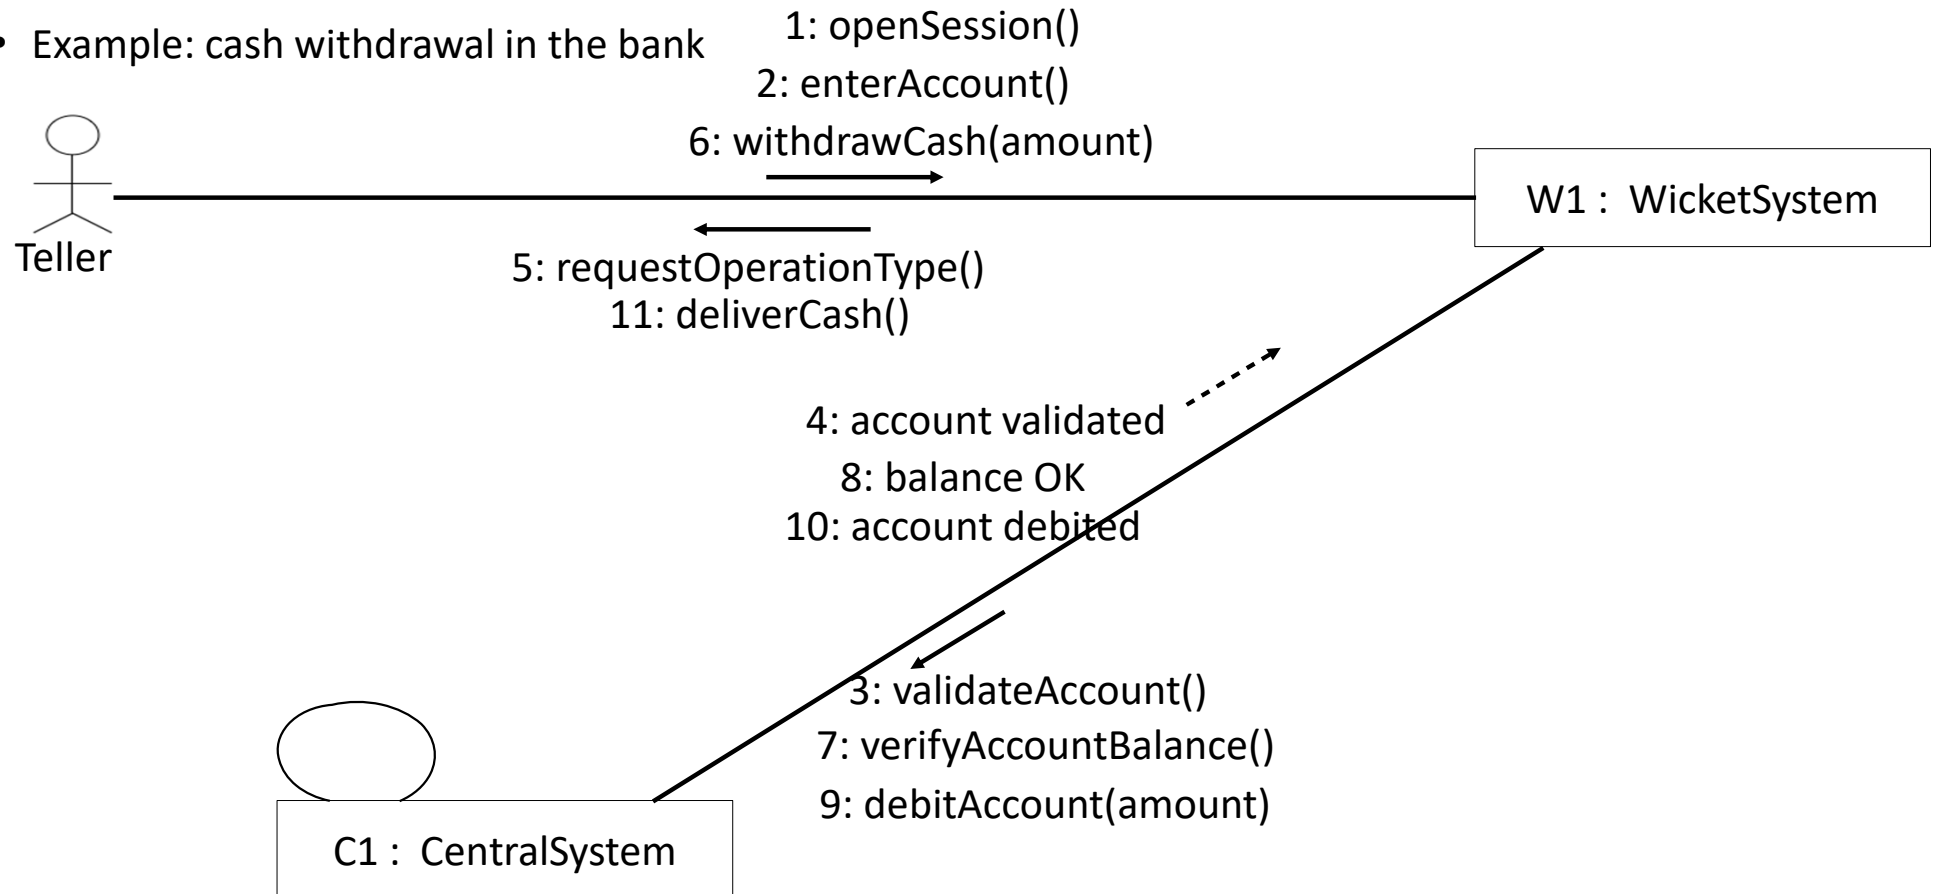 • Example: cash withdrawal in the bank
1: openSession()
2: enterAccount()
6: withdrawCash(amount)
W1 : WicketSystem
Teller
5: requestOperationType()
11: deliverCash()
4: account validated
8: balance OK
10: account debited
3: validateAccount()
7: verifyAccountBalance()
9: debitAccount(amount)
C1 : CentralSystem